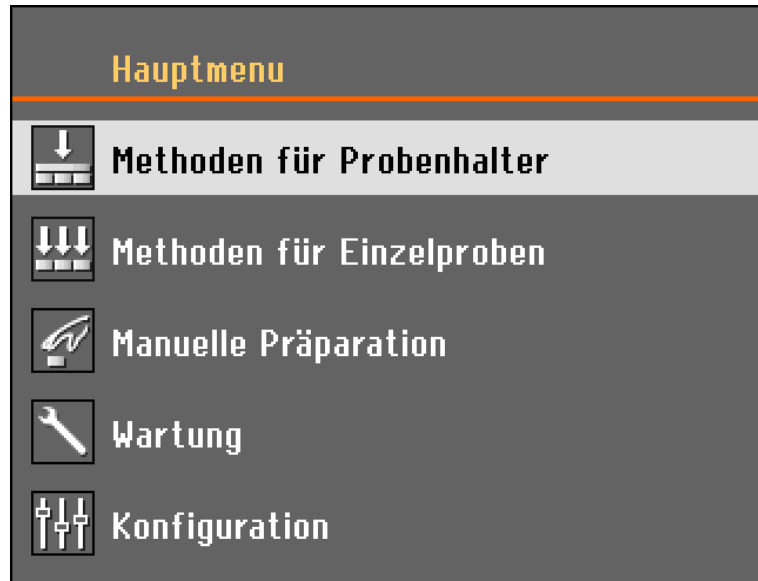 Hauptmenu
Methoden für Probenhalter
Methoden für Einzelproben
Manuelle Präparation
Wartung
Konfiguration